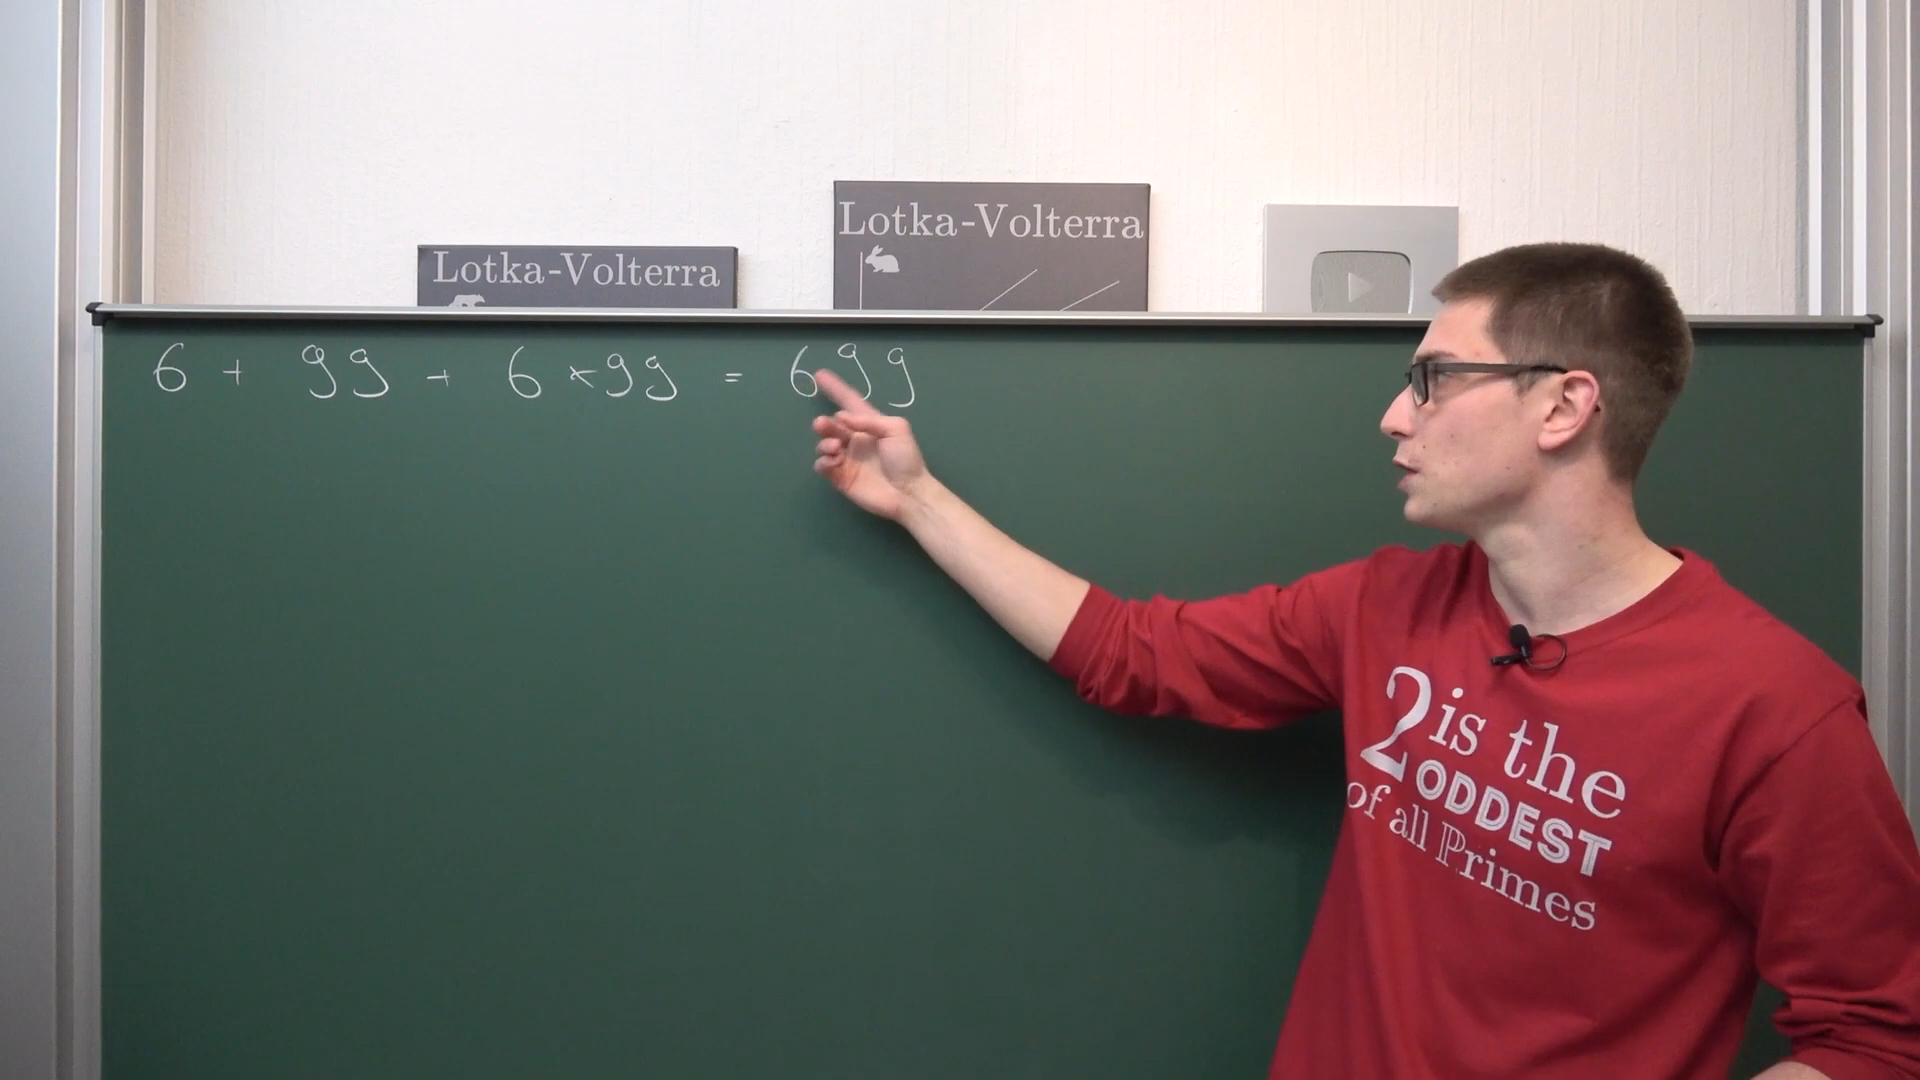 Lotka-Volterra
Lotka-Volterra
6 + 99 + 6 × 99 = 699
2 is the
ODDEST
of all Primes